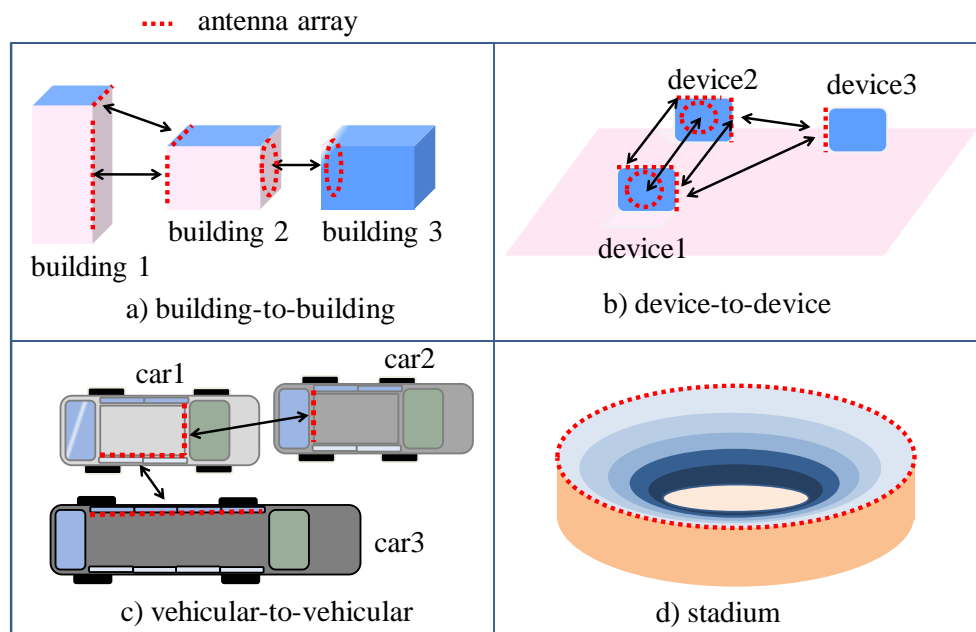 antenna array
building 1
building 2
building 3
a) building-to-building
device2
device3
device1
b) device-to-device
car1
car2
car3
c) vehicular-to-vehicular
d) stadium